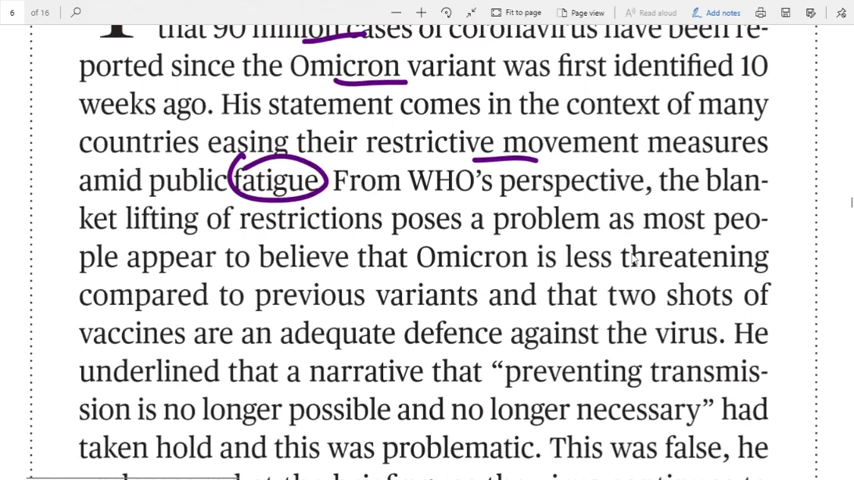 6 of 16 Fit to page Page view Read aloud Add notes
that 90 million cases of coronavirus have been re-
ported since the Omicron variant was first identified 10
weeks ago. His statement comes in the context of many
countries easing their restrictive movement measures
amid public fatigue. From WHO’s perspective, the blan-
ket lifting of restrictions poses a problem as most peo-
ple appear to believe that Omicron is less threatening
compared to previous variants and that two shots of
vaccines are an adequate defence against the virus. He
underlined that a narrative that “preventing transmis-
sion is no longer possible and no longer necessary” had
taken hold and this was problematic. This was false, he